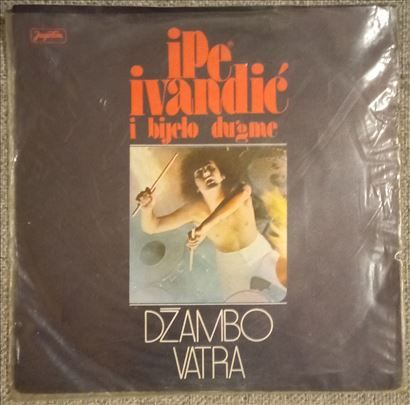 Jugoton
ipe
ivandić
i bijelo dugme
DŽAMBO
VATRA